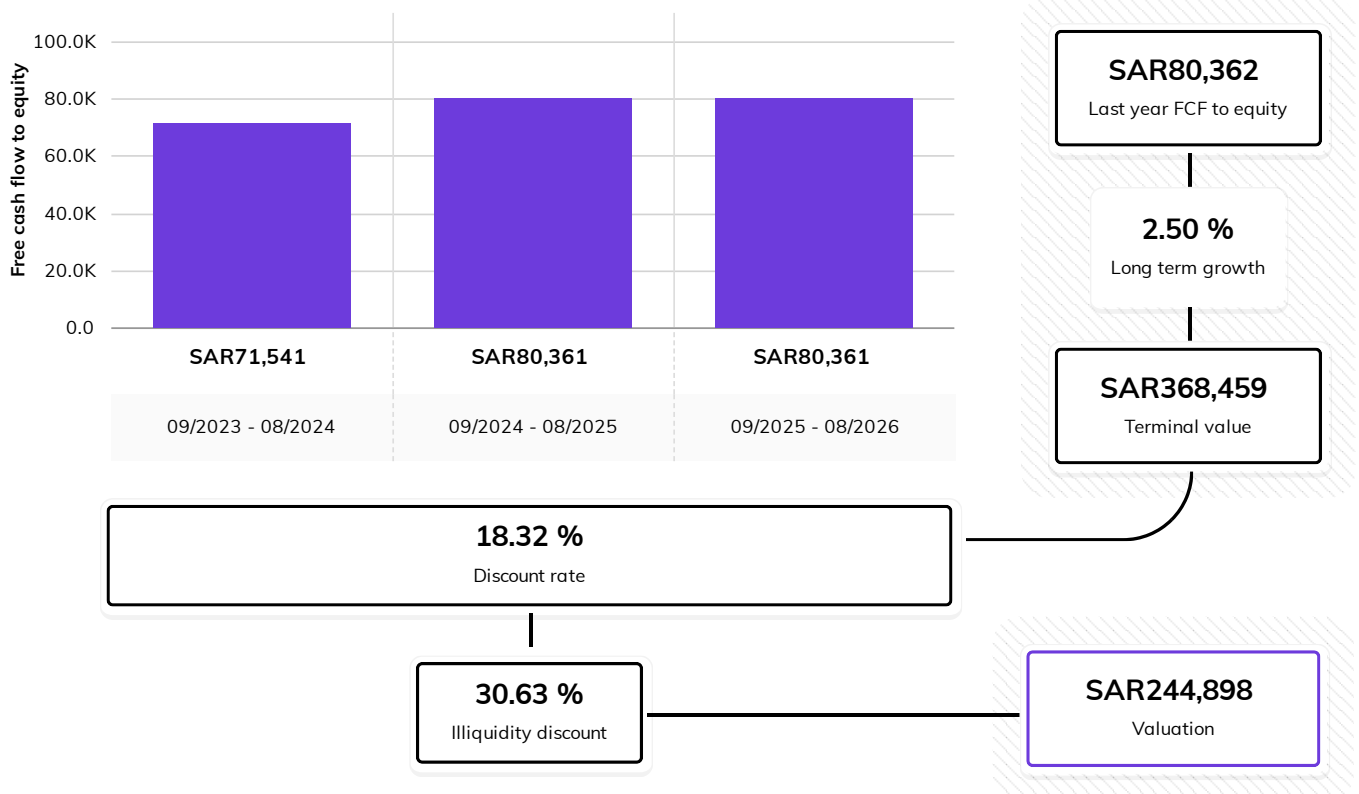 Free cash flow to equity
100.0K
80.0K
60.0K
40.0K
20.0K
0.0
SAR71,541
SAR80,361
SAR80,361
09/2023 - 08/2024
09/2024 - 08/2025
09/2025 - 08/2026
SAR80,362
Last year FCF to equity
2.50 %
Long term growth
SAR368,459
Terminal value
18.32 %
Discount rate
30.63 %
Illiquidity discount
SAR244,898
Valuation